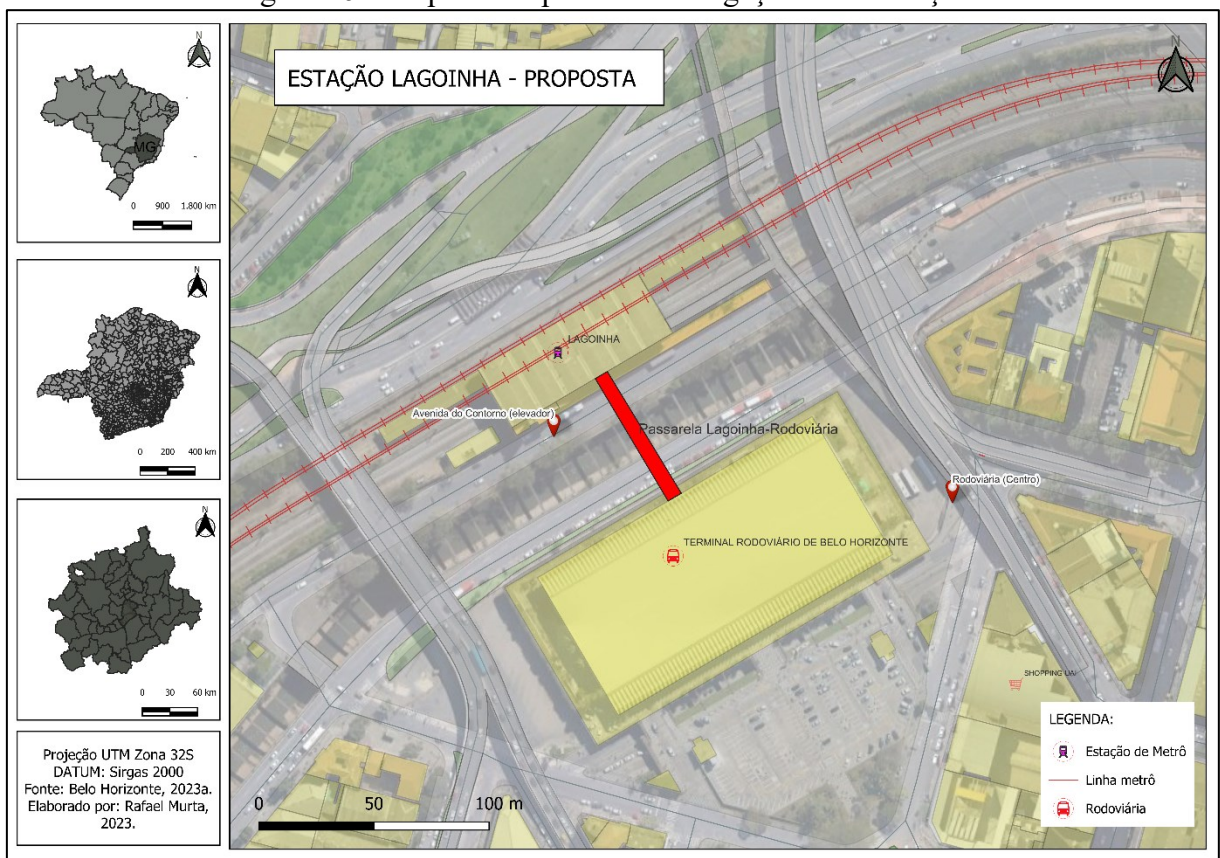 ESTAÇÃO LAGOINHA - PROPOSTA
N
N
MG
0 900 1.800 km
N
0 200 400 km
N
0 30 60 km
Projeção UTM Zona 32S
DATUM: Sirgas 2000
Fonte: Belo Horizonte, 2023a.
Elaborado por: Rafael Murta,
2023.
LAGOINHA
Avenida do Contorno (elevador)
Passarela Lagoinha-Rodoviária
Rodoviária (Centro)
TERMINAL RODOVIÁRIO DE BELO HORIZONTE
SHOPPING UAI
0 50 100 m
LEGENDA:
Estação de Metrô
Linha metrô
Rodoviária